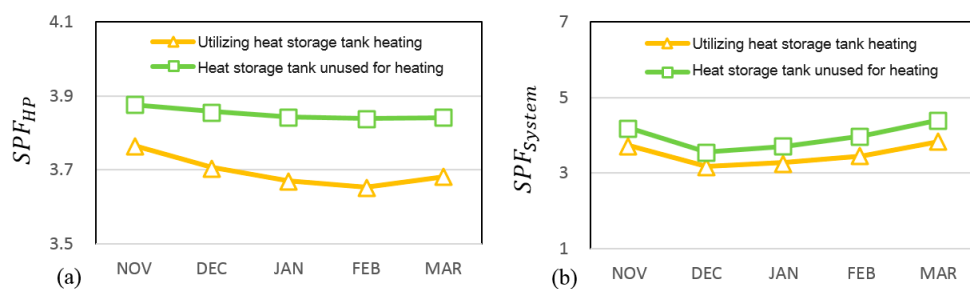 4.1
Utilizing heat storage tank heating
Heat storage tank unused for heating
3.9
SPF_HP
3.7
3.5
NOV DEC JAN FEB MAR
(a)
7
Utilizing heat storage tank heating
Heat storage tank unused for heating
5
SPF_System
3
1
NOV DEC JAN FEB MAR
(b)